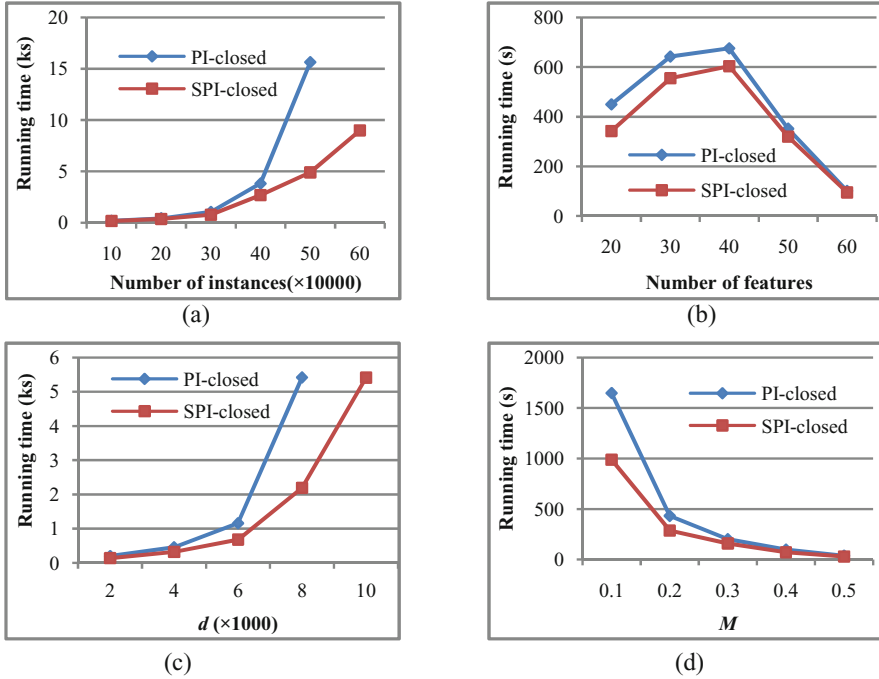 20
15
10
5
0
Running time (ks)
PI-closed
SPI-closed
10 20 30 40 50 60
Number of instances(×10000)
(a)
800
600
400
200
0
Running time (s)
PI-closed
SPI-closed
20 30 40 50 60
Number of features
(b)
6
5
4
3
2
1
0
Running time (ks)
PI-closed
SPI-closed
2 4 6 8 10
d (×1000)
(c)
2000
1500
1000
500
0
Running time (s)
PI-closed
SPI-closed
0.1 0.2 0.3 0.4 0.5
M
(d)